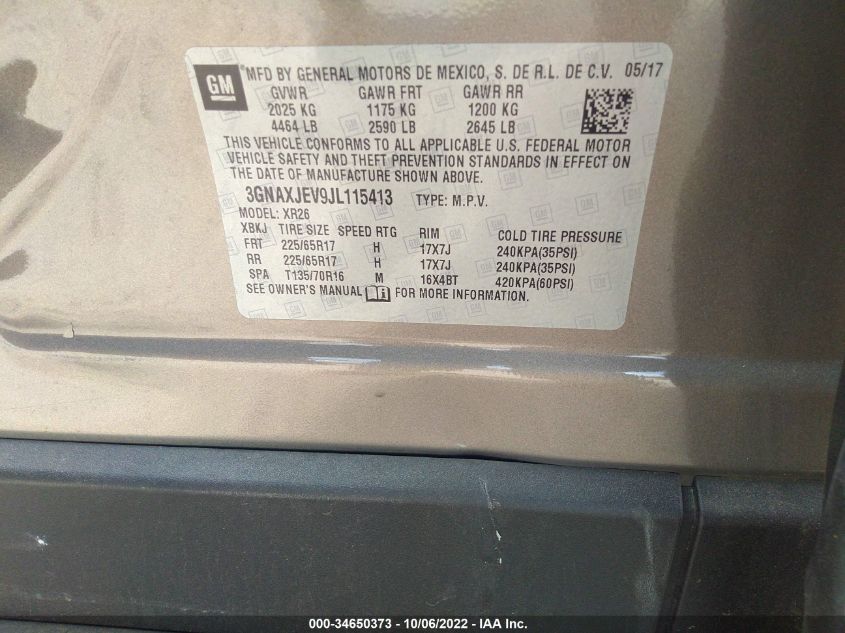 GM
MFD BY GENERAL MOTORS DE MEXICO, S. DE R.L. DE C.V. 05/17
GVWR GAWR FRT GAWR RR
2025 KG 1175 KG 1200 KG
4464 LB 2590 LB 2645 LB
THIS VEHICLE CONFORMS TO ALL APPLICABLE U.S. FEDERAL MOTOR
VEHICLE SAFETY AND THEFT PREVENTION STANDARDS IN EFFECT ON
THE DATE OF MANUFACTURE SHOWN ABOVE.
3GNAXJEV9JL115413 TYPE: M.P.V.
MODEL: XR26
XBKJ TIRE SIZE SPEED RTG RIM COLD TIRE PRESSURE
FRT 225/65R17 H 17X7J 240KPA(35PSI)
RR 225/65R17 H 17X7J 240KPA(35PSI)
SPA T135/70R16 M 16X4BT 420KPA(60PSI)
SEE OWNER'S MANUAL FOR MORE INFORMATION.
000-34650373 - 10/06/2022 - IAA Inc.